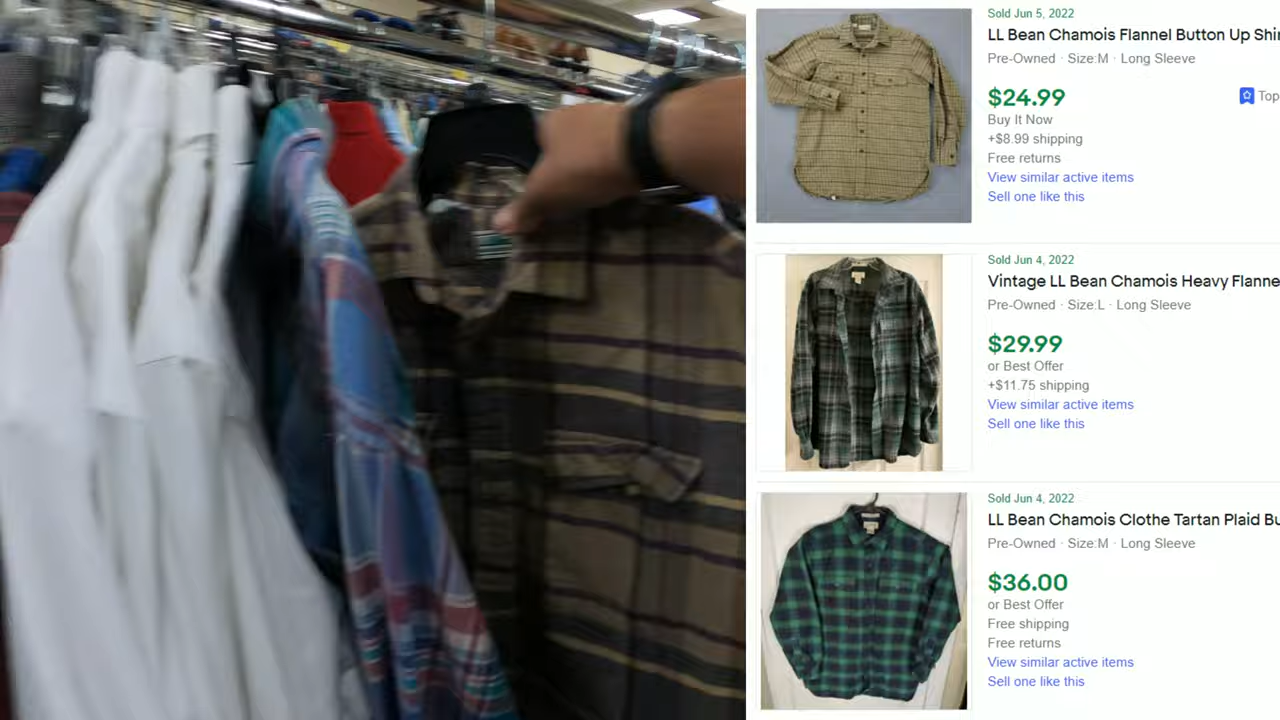 Sold Jun 5, 2022
LL Bean Chamois Flannel Button Up Shir
Pre-Owned · Size:M · Long Sleeve
$24.99
Top
Buy It Now
+$8.99 shipping
Free returns
View similar active items
Sell one like this
Sold Jun 4, 2022
Vintage LL Bean Chamois Heavy Flanne
Pre-Owned · Size:L · Long Sleeve
$29.99
or Best Offer
+$11.75 shipping
View similar active items
Sell one like this
Sold Jun 4, 2022
LL Bean Chamois Clothe Tartan Plaid Bu
Pre-Owned · Size:M · Long Sleeve
$36.00
or Best Offer
Free shipping
Free returns
View similar active items
Sell one like this